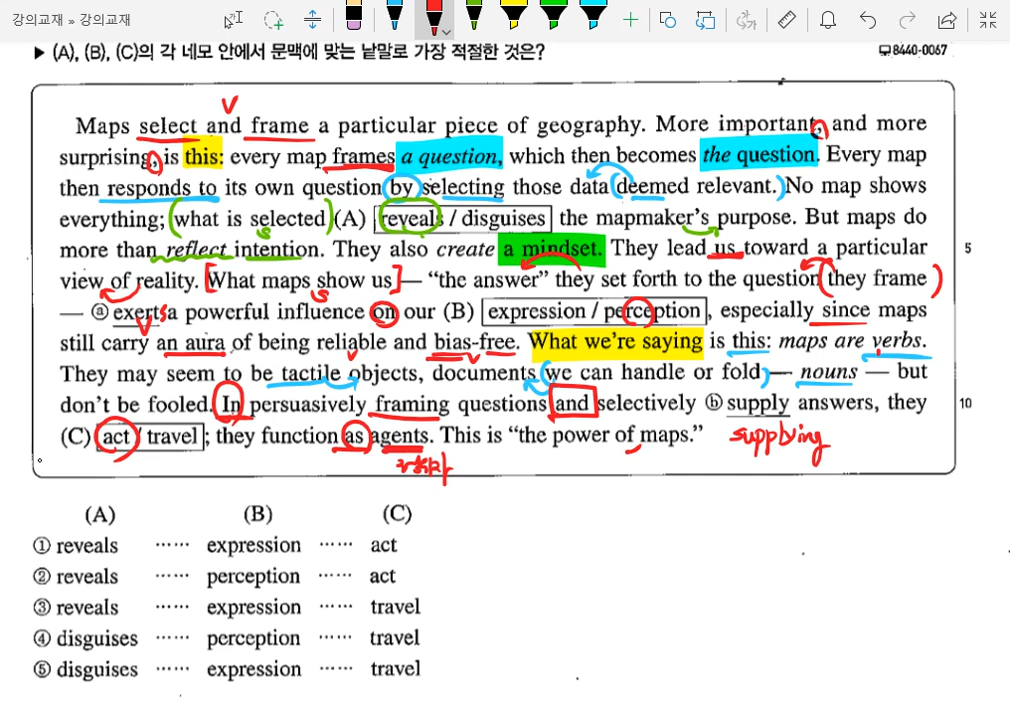 강의교재 » 강의교재
▶ (A), (B), (C)의 각 네모 안에서 문맥에 맞는 낱말로 가장 적절한 것은?
8440-0067
Maps select and frame a particular piece of geography. More important, and more
surprising, is this: every map frames a question, which then becomes the question. Every map
then responds to its own question by selecting those data deemed relevant. No map shows
everything; what is selected (A) reveals / disguises the mapmaker's purpose. But maps do
more than reflect intention. They also create a mindset. They lead us toward a particular
5
view of reality. What maps show us — “the answer” they set forth to the question they frame
— ⓐ exerts a powerful influence on our (B) expression / perception, especially since maps
still carry an aura of being reliable and bias-free. What we're saying is this: maps are verbs.
They may seem to be tactile objects, documents we can handle or fold — nouns — but
don't be fooled. In persuasively framing questions and selectively ⓑ supply answers, they
10
(C) act / travel; they function as agents. This is “the power of maps.”
supplying
(A) (B) (C)
① reveals ...... expression ...... act
② reveals ...... perception ...... act
③ reveals ...... expression ...... travel
④ disguises ...... perception ...... travel
⑤ disguises ...... expression ...... travel